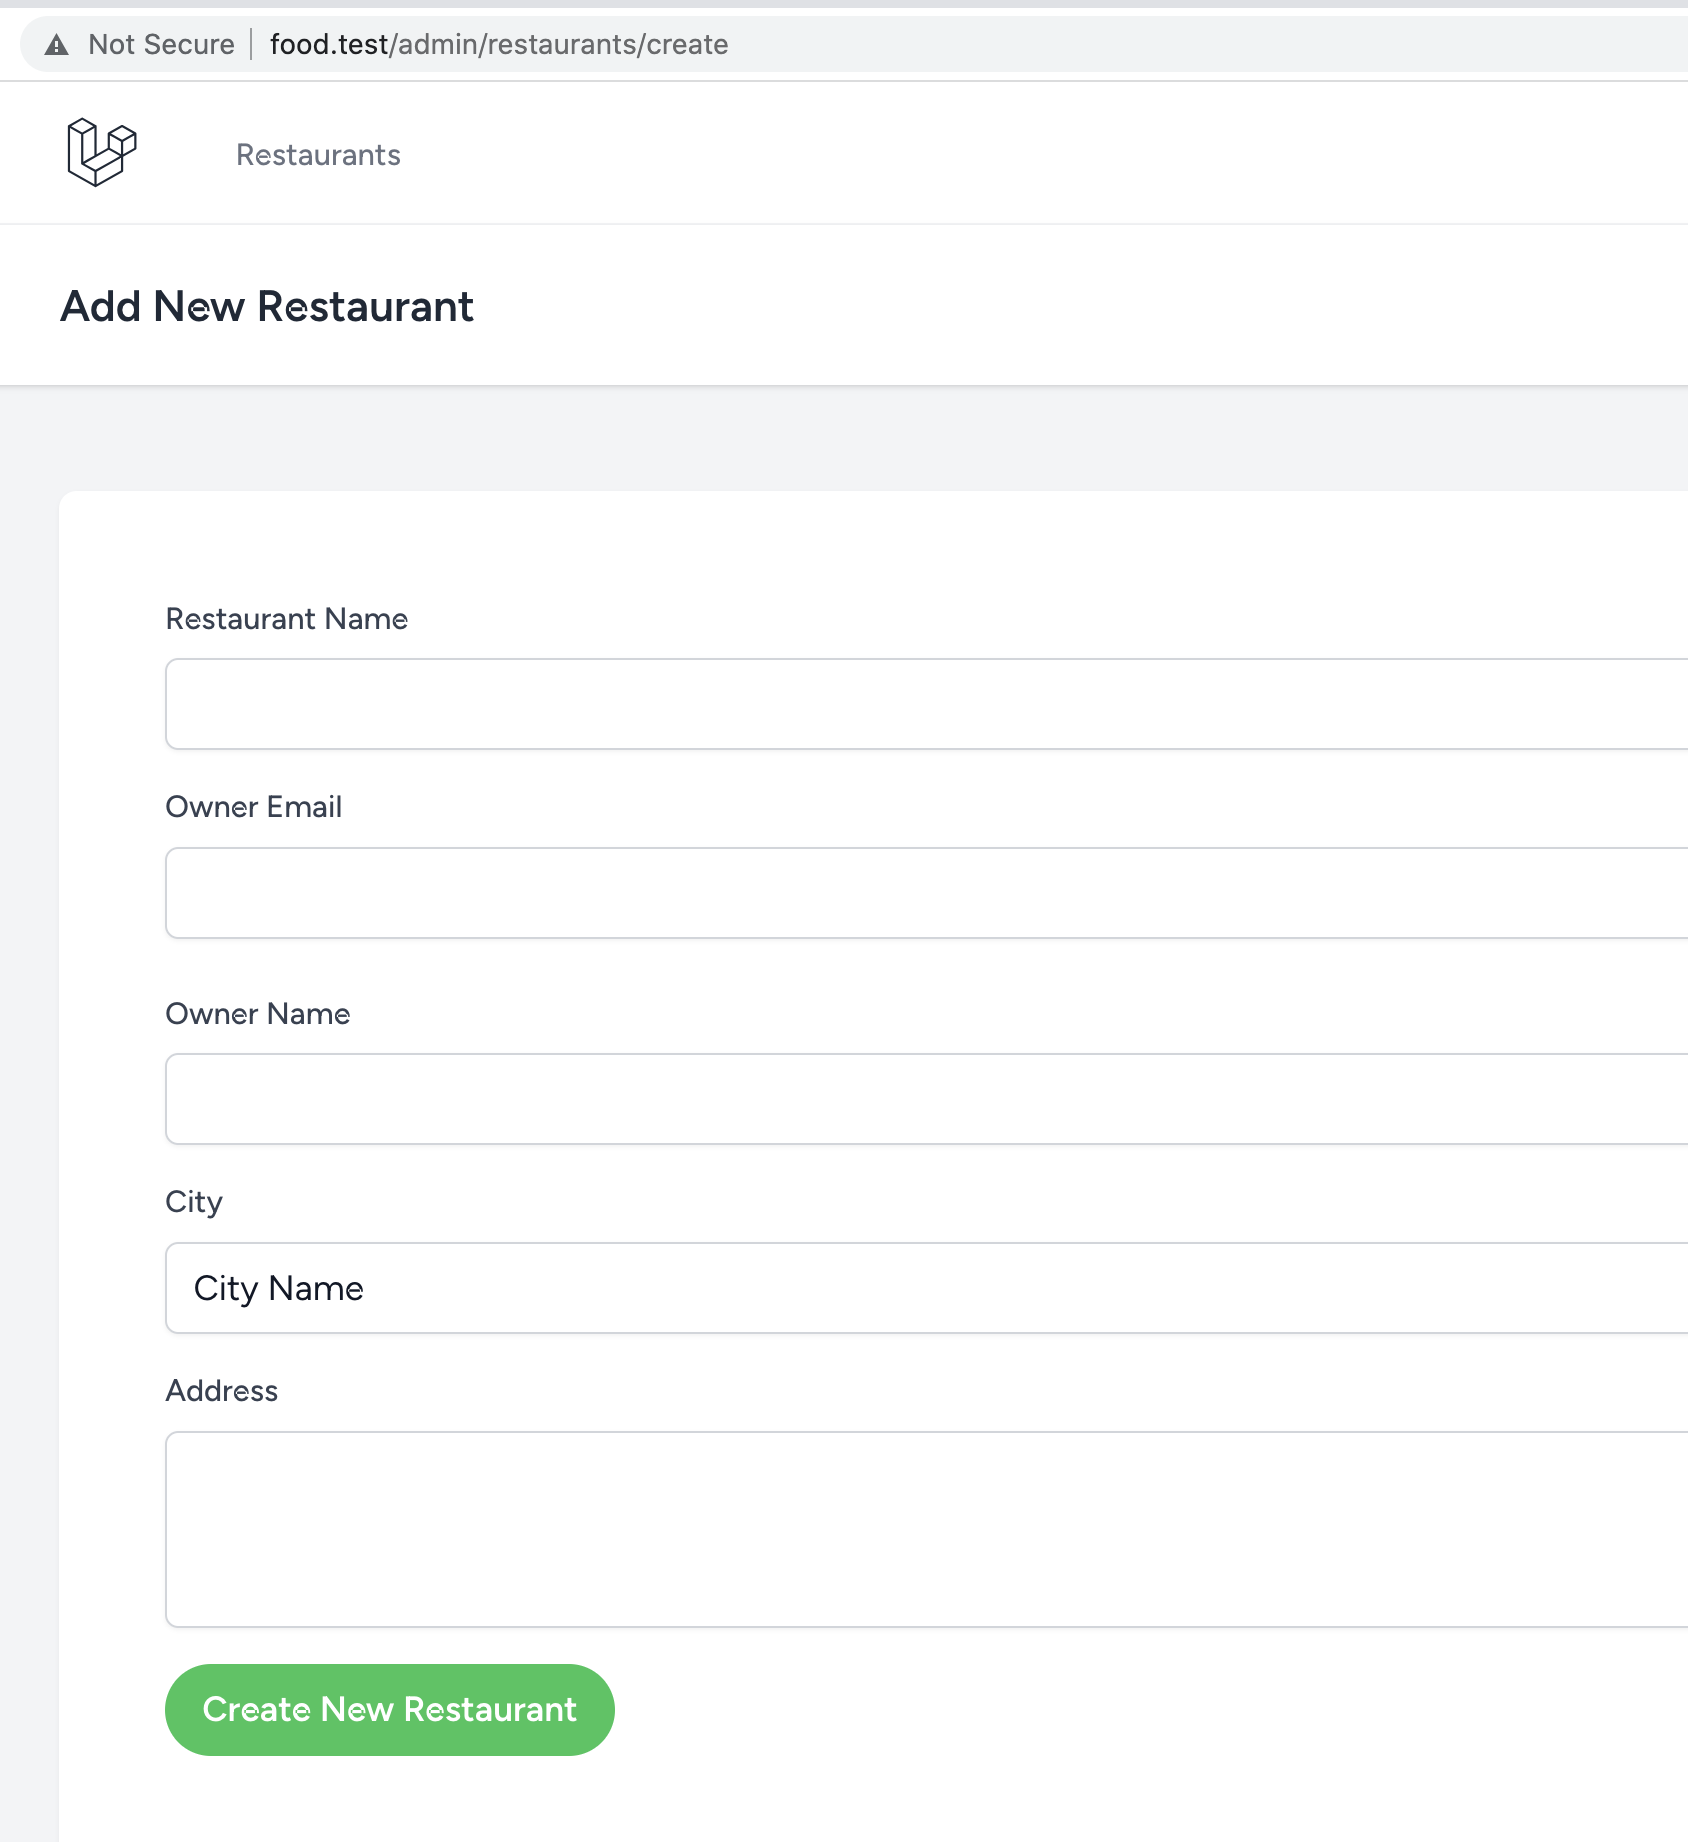 Not Secure food.test/admin/restaurants/create
Restaurants
Add New Restaurant
Restaurant Name
Owner Email
Owner Name
City
City Name
Address
Create New Restaurant